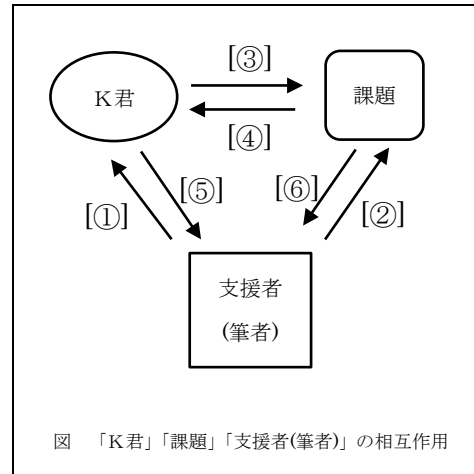 [③]
K君
課題
[④]
[⑤]
[⑥]
[①]
[②]
支援者
(筆者)
図 「K君」「課題」「支援者(筆者)」の相互作用